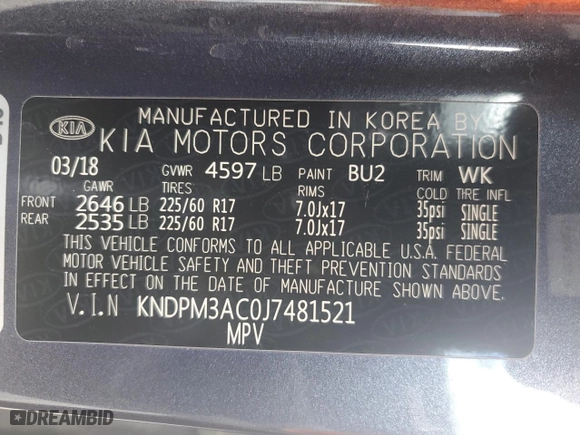 MANUFACTURED IN KOREA BY
KIA KIA MOTORS CORPORATION
03/18 GVWR 4597 LB PAINT BU2 TRIM WK
GAWR TIRES RIMS COLD TIRE INFL
FRONT 2646 LB 225/60 R17 7.0Jx17 35psi SINGLE
REAR 2535 LB 225/60 R17 7.0Jx17 35psi SINGLE
THIS VEHICLE CONFORMS TO ALL APPLICABLE U.S.A. FEDERAL
MOTOR VEHICLE SAFETY AND THEFT PREVENTION STANDARDS
IN EFFECT ON THE DATE OF MANUFACTURE SHOWN ABOVE.
V.I.N KNDPM3AC0J7481521
MPV
DREAMBID